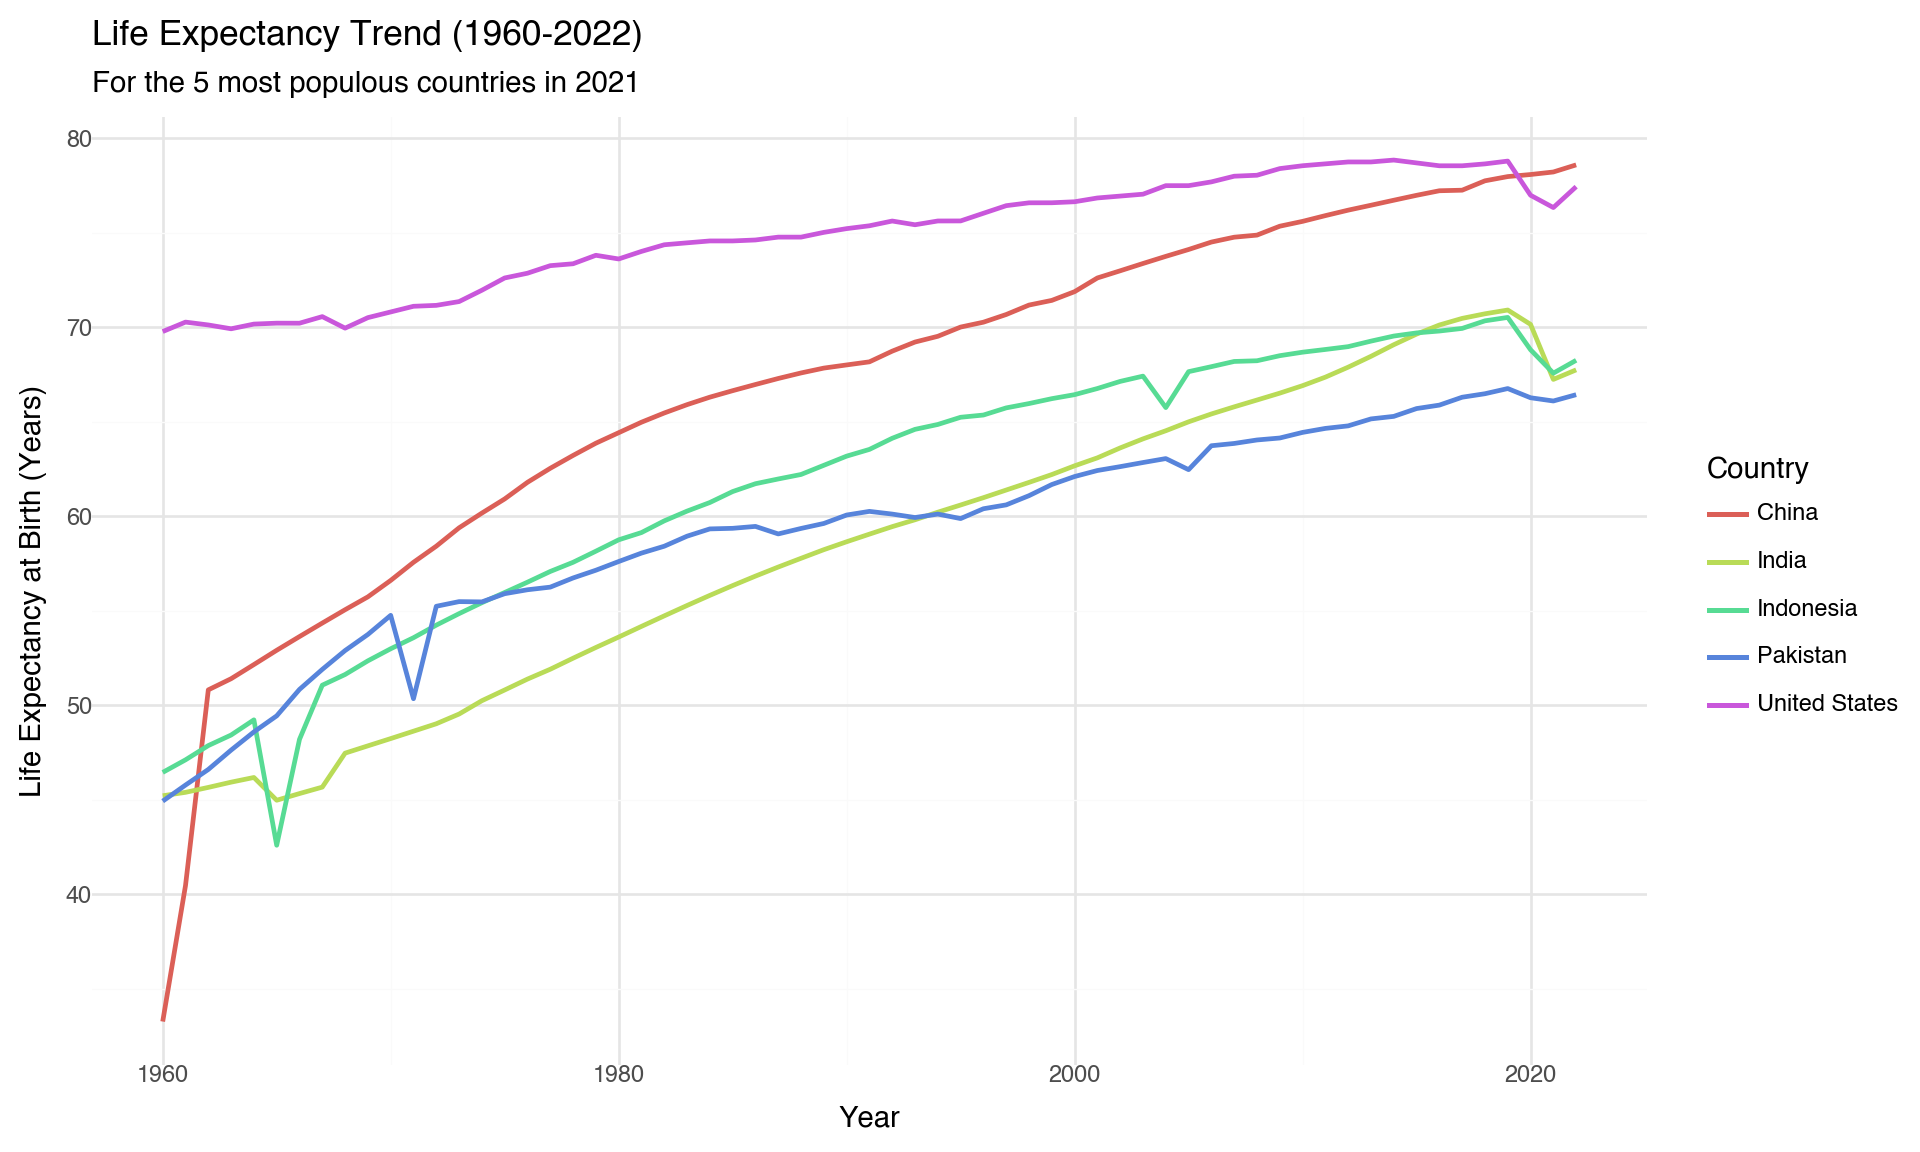 Life Expectancy Trend (1960-2022)
For the 5 most populous countries in 2021
Life Expectancy at Birth (Years)
80
70
60
50
40
1960
1980
2000
2020
Year
Country
China
India
Indonesia
Pakistan
United States